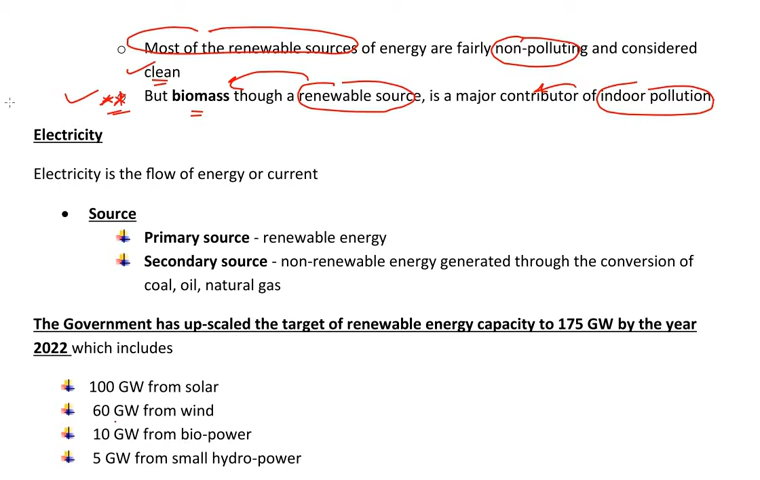 Most of the renewable sources of energy are fairly non-polluting and considered
clean
But biomass though a renewable source, is a major contributor of indoor pollution
Electricity
Electricity is the flow of energy or current
Source
Primary source - renewable energy
Secondary source - non-renewable energy generated through the conversion of
coal, oil, natural gas
The Government has up-scaled the target of renewable energy capacity to 175 GW by the year
2022 which includes
100 GW from solar
60 GW from wind
10 GW from bio-power
5 GW from small hydro-power